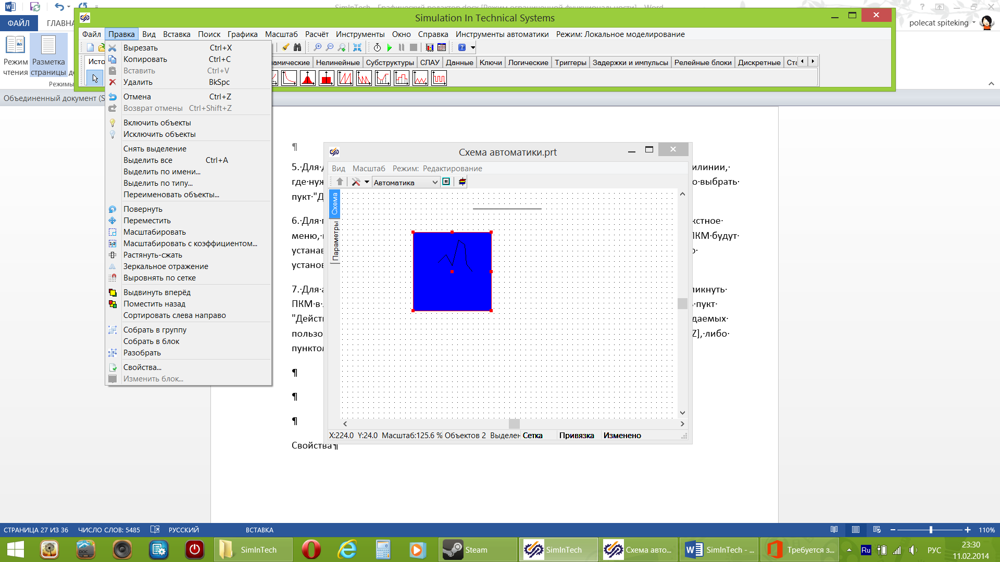 SimInTech - Графический редактор.docx [Режим ограниченной функциональности] - Word
ФАЙЛ
ГЛАВНА
polecat spiteking
Режим чтения
Разметка страницы
Режимы
Simulation In Technical Systems
Файл Правка Вид Вставка Поиск Графика Масштаб Расчёт Инструменты Окно Справка Инструменты автоматики Режим: Локальное моделирование
Исто
амические Нелинейные Субструктуры СЛАУ Данные Ключи Логические Триггеры Задержки и импульсы Релейные блоки Дискретные Ста
Объединенный документ (S
Вырезать Ctrl+X
Копировать Ctrl+C
Вставить Ctrl+V
Удалить BkSpc
Отмена Ctrl+Z
Возврат отмены Ctrl+Shift+Z
Включить объекты
Исключить объекты
Снять выделение
Выделить все Ctrl+A
Выделить по имени...
Выделить по типу...
Переименовать объекты...
Повернуть
Переместить
Масштабировать
Масштабировать с коэффициентом...
Растянуть-сжать
Зеркальное отражение
Выровнять по сетке
Выдвинуть вперёд
Поместить назад
Сортировать слева направо
Собрать в группу
Собрать в блок
Разобрать
Свойства...
Изменить блок...
¶
5.·Для·д
илинии,·
где·нуж
о·выбрать·
пукт·"Д
6.·Для·г
кстное·
меню,·
ПКМ·будут·
устанав
установ
7.·Для·а
ликнуть·
ПКМ·в·
·пукт
"Действ
даемых·
пользо
Z],·либо·
пунктом
¶
¶
¶
Свойства¶
Схема автоматики.prt
Вид Масштаб Режим: Редактирование
Автоматика
Схема
Параметры
X:224.0 Y:24.0 Масштаб:125.6 % Объектов 2 Выделен Сетка Привязка Изменено
СТРАНИЦА 27 ИЗ 36 ЧИСЛО СЛОВ: 5485 РУССКИЙ ВСТАВКА
110%
DOC
SimInTech
Steam
SimInTech
Схема авто...
SimInTech - ...
Требуется з...
Ru
РУС
23:30
11.02.2014